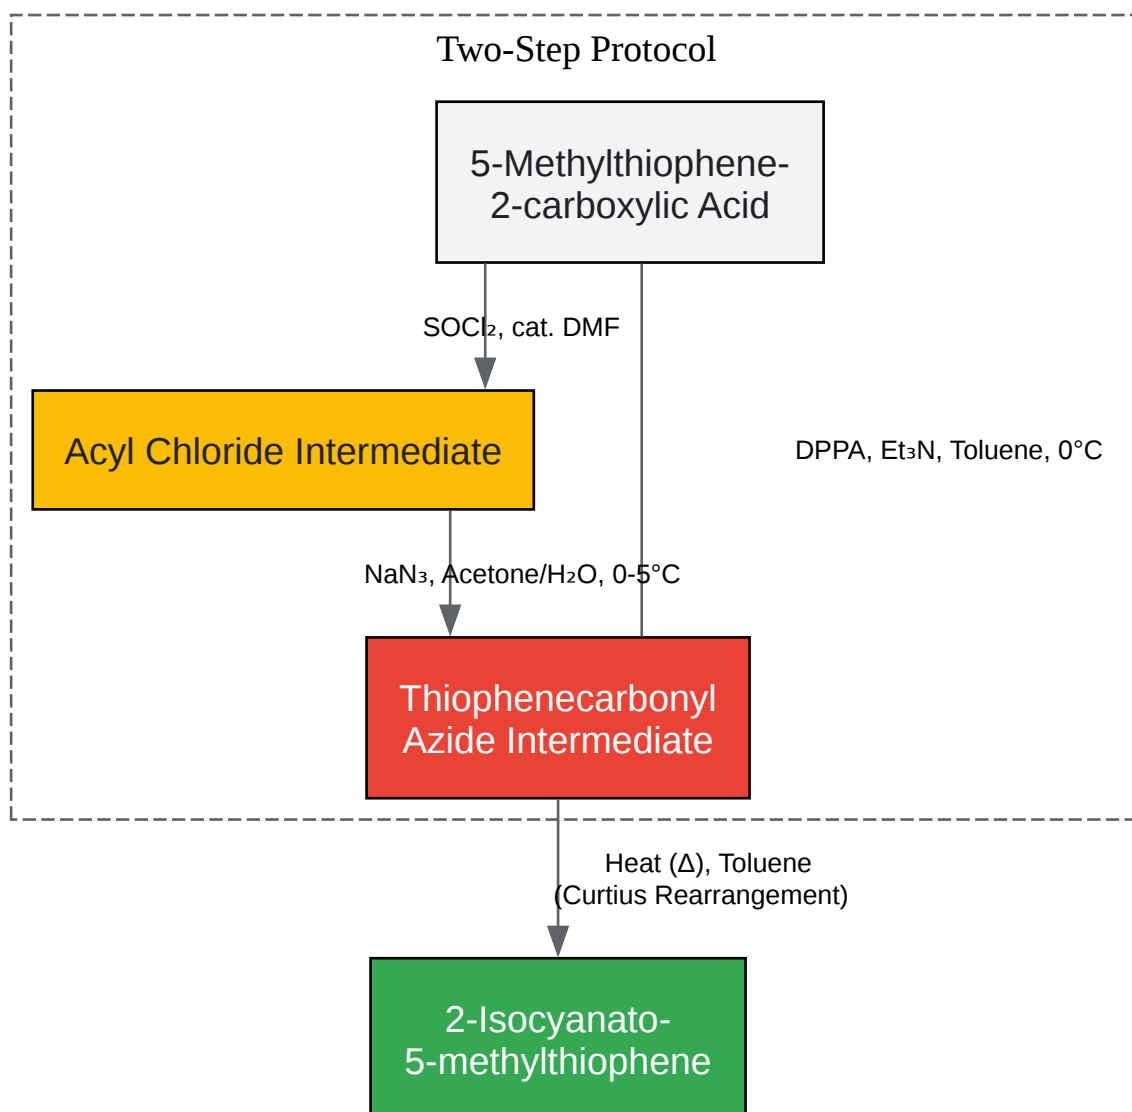 Two-Step Protocol
5-Methylthiophene-
2-carboxylic Acid
SOCl₂, cat. DMF
Acyl Chloride Intermediate
DPPA, Et₃N, Toluene, 0°C
NaN₃, Acetone/H₂O, 0-5°C
Thiophenecarbonyl
Azide Intermediate
Heat (Δ), Toluene
(Curtius Rearrangement)
2-Isocyanato-
5-methylthiophene